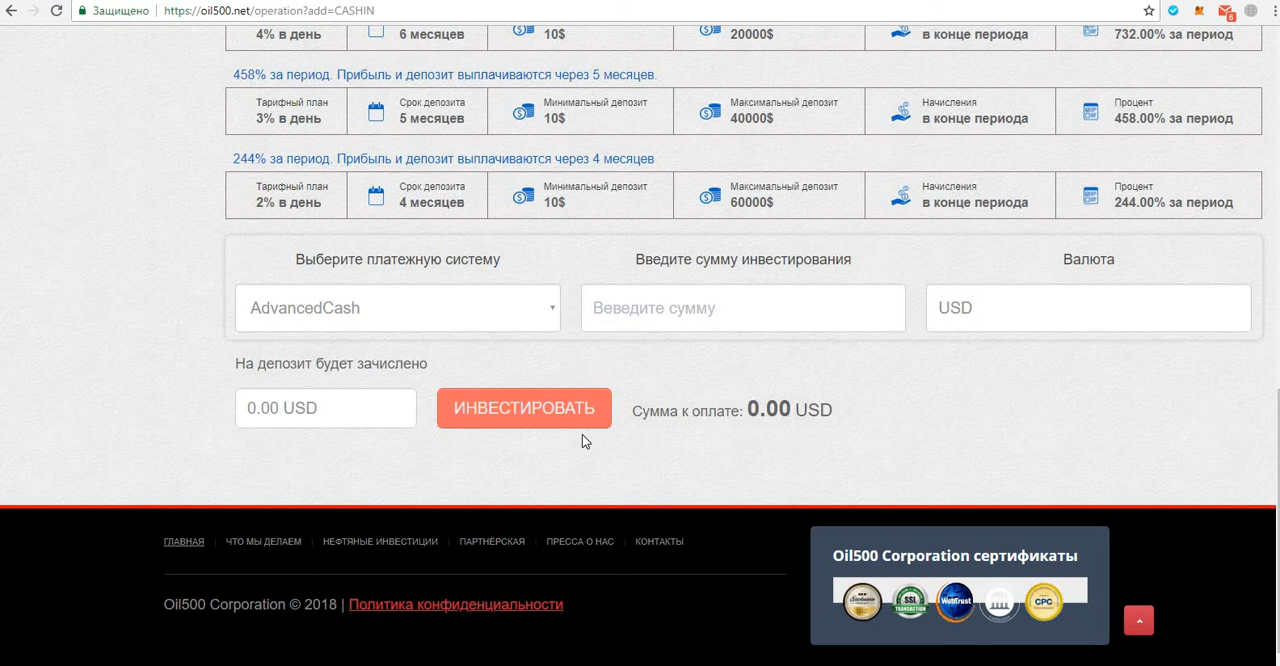 Защищено https://oil500.net/operation?add=CASHIN
6
4% в день 6 месяцев 10$ 20000$ в конце периода 732.00% за период
458% за период. Прибыль и депозит выплачиваются через 5 месяцев.
Тарифный план Срок депозита Минимальный депозит Максимальный депозит Начисления Процент
3% в день 5 месяцев 10$ 40000$ в конце периода 458.00% за период
244% за период. Прибыль и депозит выплачиваются через 4 месяцев
Тарифный план Срок депозита Минимальный депозит Максимальный депозит Начисления Процент
2% в день 4 месяцев 10$ 60000$ в конце периода 244.00% за период
Выберите платежную систему Введите сумму инвестирования Валюта
AdvancedCash Веведите сумму USD
На депозит будет зачислено
0.00 USD ИНВЕСТИРОВАТЬ Сумма к оплате: 0.00 USD
ГЛАВНАЯ ЧТО МЫ ДЕЛАЕМ НЕФТЯНЫЕ ИНВЕСТИЦИИ ПАРТНЁРСКАЯ ПРЕССА О НАС КОНТАКТЫ
Oil500 Corporation сертификаты
SSL TRANSACTION WebTrust CPC
Oil500 Corporation © 2018 | Политика конфиденциальности